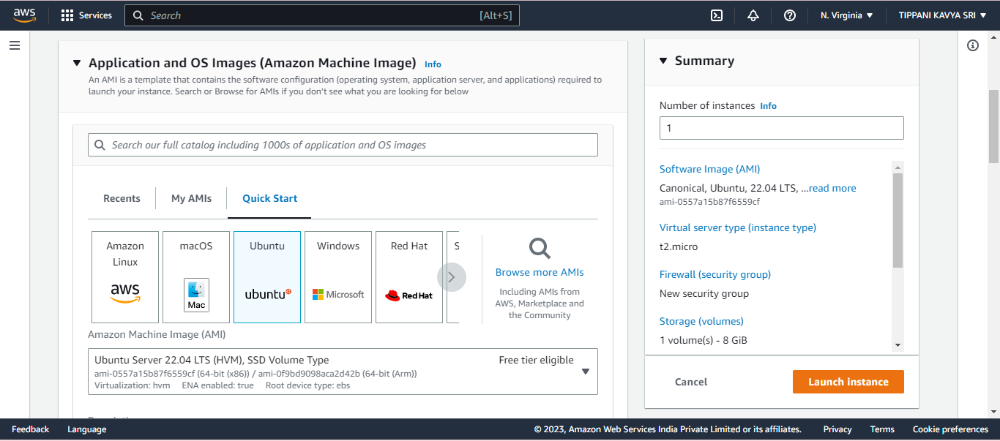 aws
Services
Search
[Alt+S]
N. Virginia
TIPPANI KAVYA SRI
Application and OS Images (Amazon Machine Image) Info
An AMI is a template that contains the software configuration (operating system, application server, and applications) required to
launch your instance. Search or Browse for AMIs if you don’t see what you are looking for below
Search our full catalog including 1000s of application and OS images
Recents
My AMIs
Quick Start
Amazon
Linux
aws
macOS
Mac
Ubuntu
ubuntu
Windows
Microsoft
Red Hat
Red Hat
S
Browse more AMIs
Including AMIs from
AWS, Marketplace and
the Community
Amazon Machine Image (AMI)
Ubuntu Server 22.04 LTS (HVM), SSD Volume Type
Free tier eligible
ami-0557a15b87f6559cf (64-bit (x86)) / ami-0f9bd9098aca2d42b (64-bit (Arm))
Virtualization: hvm ENA enabled: true Root device type: ebs
Summary
Number of instances Info
1
Software Image (AMI)
Canonical, Ubuntu, 22.04 LTS, ...read more
ami-0557a15b87f6559cf
Virtual server type (instance type)
t2.micro
Firewall (security group)
New security group
Storage (volumes)
1 volume(s) - 8 GiB
Cancel
Launch instance
Feedback
Language
© 2023, Amazon Web Services India Private Limited or its affiliates.
Privacy
Terms
Cookie preferences